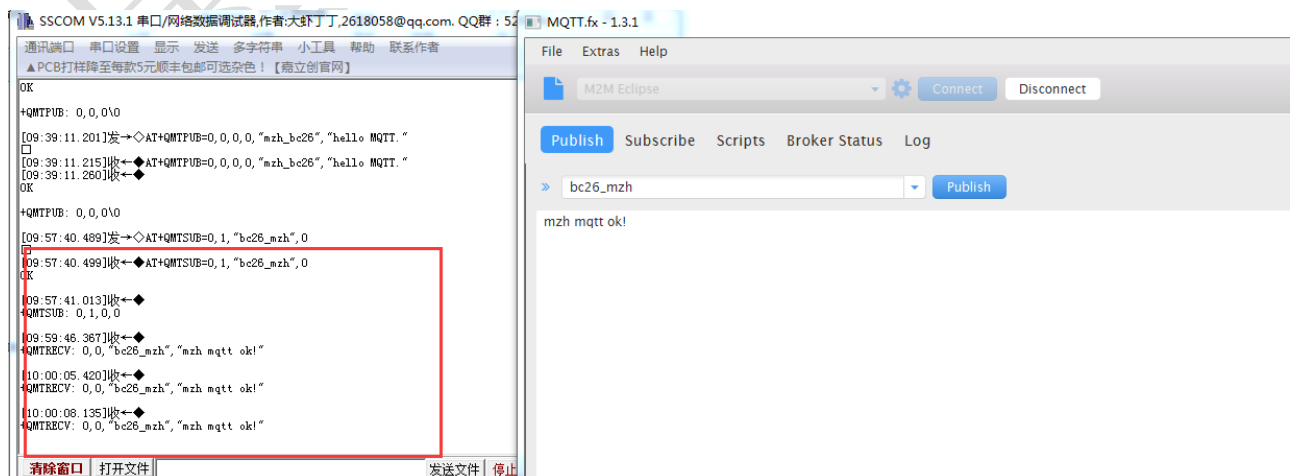 SSCOM V5.13.1 串口/网络数据调试器,作者:大虾丁丁,2618058@qq.com. QQ群：52
通讯端口 串口设置 显示 发送 多字符串 小工具 帮助 联系作者
▲PCB打样降至每款5元顺丰包邮可选杂色！【嘉立创官网】
OK
+QMTPUB: 0,0,0\0
[09:39:11.201]发→◇AT+QMTPUB=0,0,0,0,"mzh_bc26","hello MQTT."
□
[09:39:11.215]收←◆AT+QMTPUB=0,0,0,0,"mzh_bc26","hello MQTT."
[09:39:11.260]收←◆
OK
+QMTPUB: 0,0,0\0
[09:57:40.489]发→◇AT+QMTSUB=0,1,"bc26_mzh",0
□
[09:57:40.499]收←◆AT+QMTSUB=0,1,"bc26_mzh",0
OK
[09:57:41.013]收←◆
+QMTSUB: 0,1,0,0
[09:59:46.367]收←◆
+QMTRECV: 0,0,"bc26_mzh","mzh mqtt ok!"
[10:00:05.420]收←◆
+QMTRECV: 0,0,"bc26_mzh","mzh mqtt ok!"
[10:00:08.135]收←◆
+QMTRECV: 0,0,"bc26_mzh","mzh mqtt ok!"
清除窗口 打开文件 发送文件 停止
MQTT.fx - 1.3.1
File Extras Help
M2M Eclipse Connect Disconnect
Publish Subscribe Scripts Broker Status Log
» bc26_mzh Publish
mzh mqtt ok!